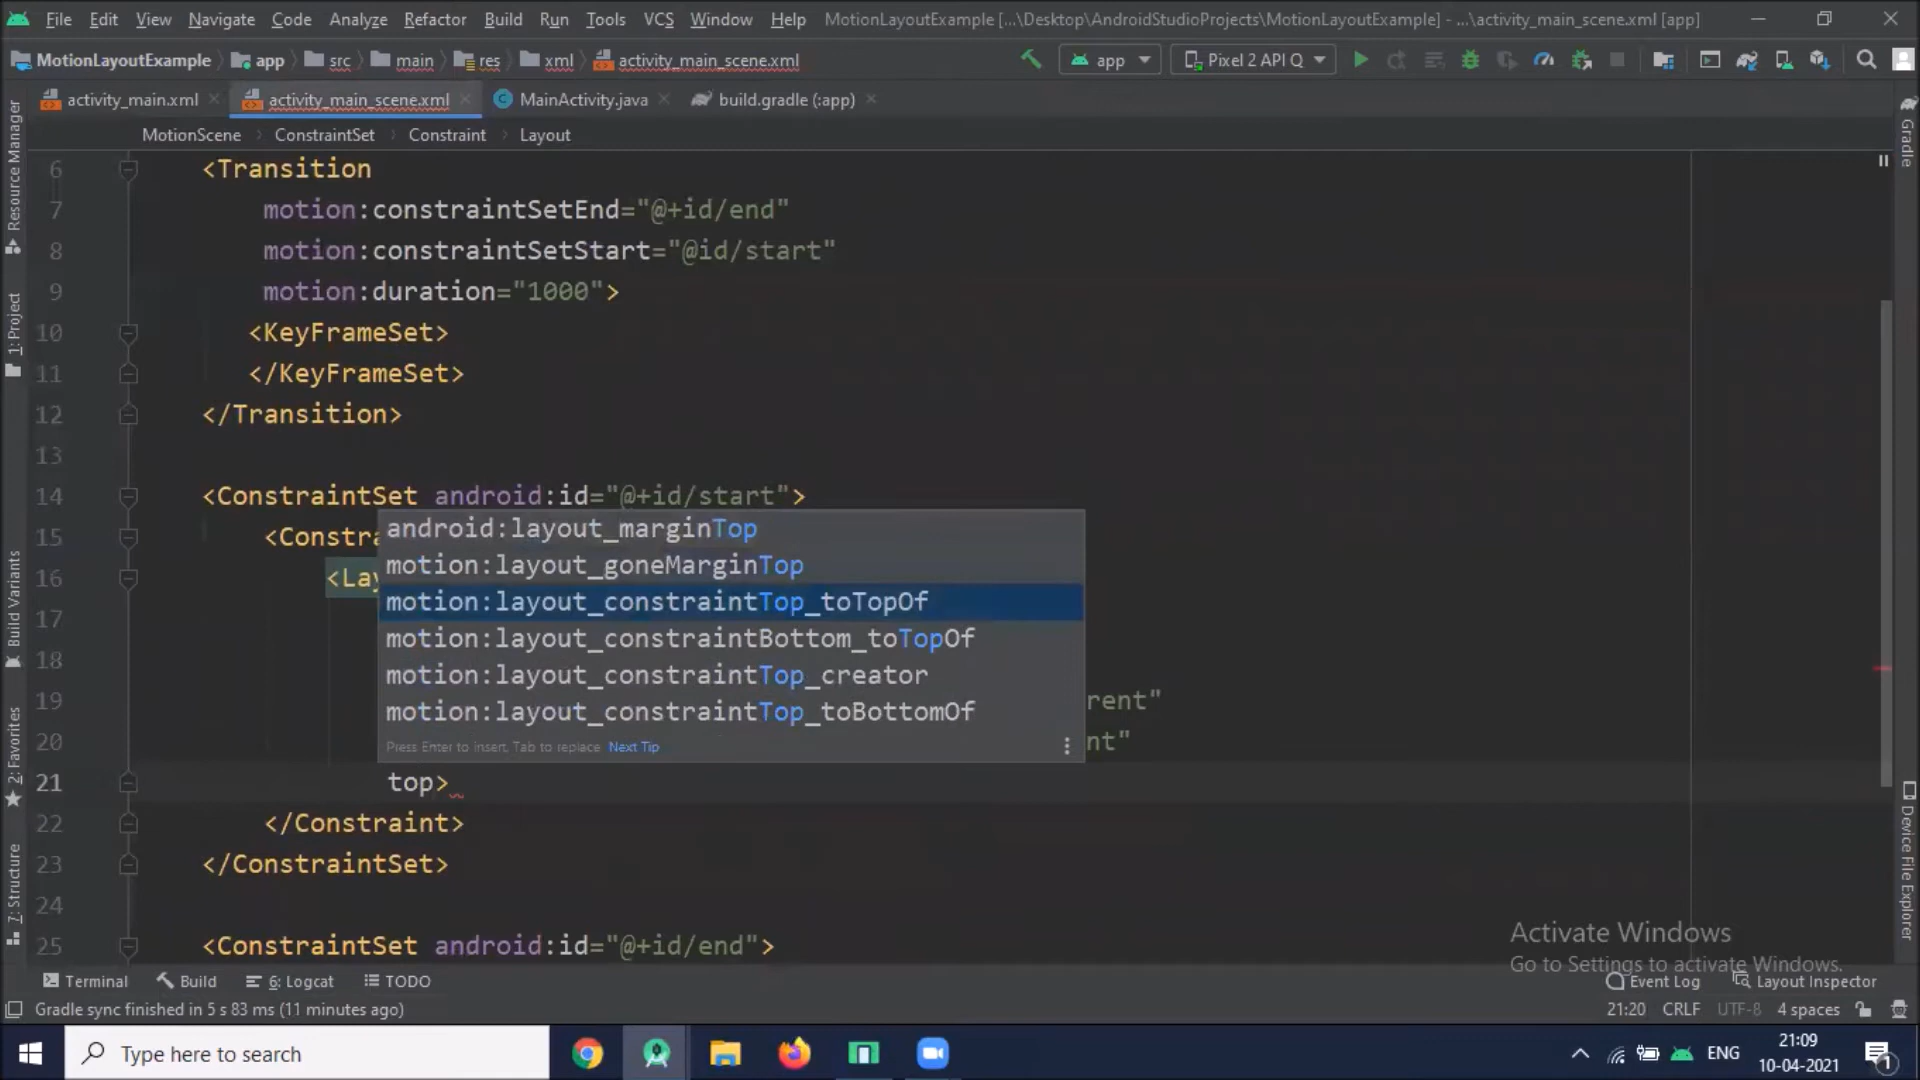 File Edit View Navigate Code Analyze Refactor Build Run Tools VCS Window Help MotionLayoutExample [...\Desktop\AndroidStudioProjects\MotionLayoutExample] - ...\activity_main_scene.xml [app]
MotionLayoutExample app src main res xml activity_main_scene.xml app Pixel 2 API Q
activity_main.xml activity_main_scene.xml MainActivity.java build.gradle (:app)
MotionScene ConstraintSet Constraint Layout
6 <Transition
7 motion:constraintSetEnd="@+id/end"
8 motion:constraintSetStart="@id/start"
9 motion:duration="1000">
10 <KeyFrameSet>
11 </KeyFrameSet>
12 </Transition>
13
14 <ConstraintSet android:id="@+id/start">
15 <Constra
16 <Lay
17
18
19 rent"
20 nt"
21 top>
22 </Constraint>
23 </ConstraintSet>
24
25 <ConstraintSet android:id="@+id/end">
android:layout_marginTop
motion:layout_goneMarginTop
motion:layout_constraintTop_toTopOf
motion:layout_constraintBottom_toTopOf
motion:layout_constraintTop_creator
motion:layout_constraintTop_toBottomOf
Press Enter to insert, Tab to replace Next Tip
Resource Manager
1: Project
Build Variants
2: Favorites
7: Structure
Gradle
Device File Explorer
Activate Windows
Go to Settings to activate Windows.
Terminal Build 6: Logcat TODO Event Log Layout Inspector
Gradle sync finished in 5 s 83 ms (11 minutes ago) 21:20 CRLF UTF-8 4 spaces
Type here to search ENG 21:09
10-04-2021
1